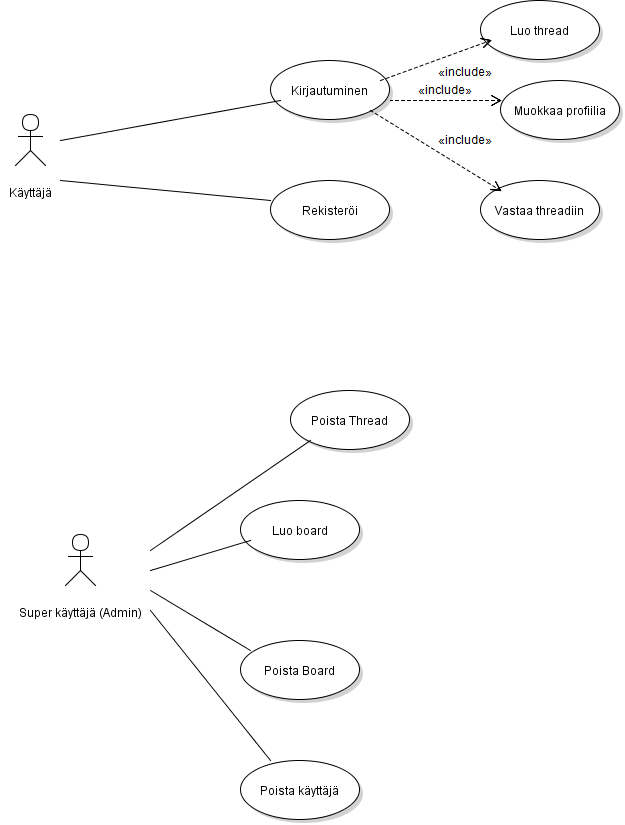 Luo thread
«include»
Kirjautuminen
«include»
Muokkaa profiilia
«include»
Käyttäjä
Rekisteröi
Vastaa threadiin
Poista Thread
Luo board
Super käyttäjä (Admin)
Poista Board
Poista käyttäjä